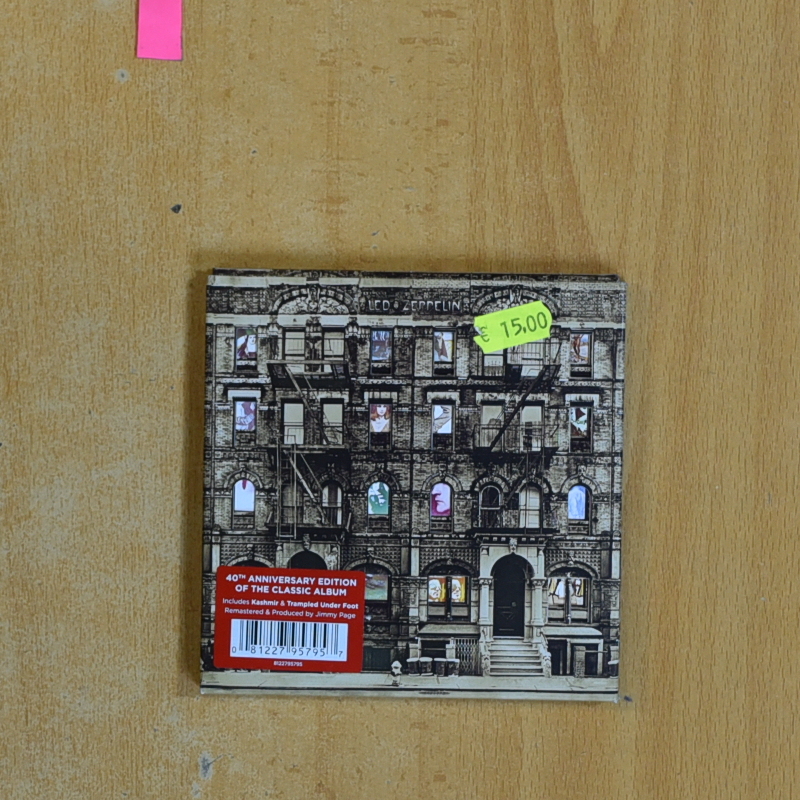 LED ZEPPELIN
€ 15,00
40TH ANNIVERSARY EDITION
OF THE CLASSIC ALBUM
Includes Kashmir & Trampled Under Foot
Remastered & Produced by Jimmy Page
0 81227 95795 7
8122795795